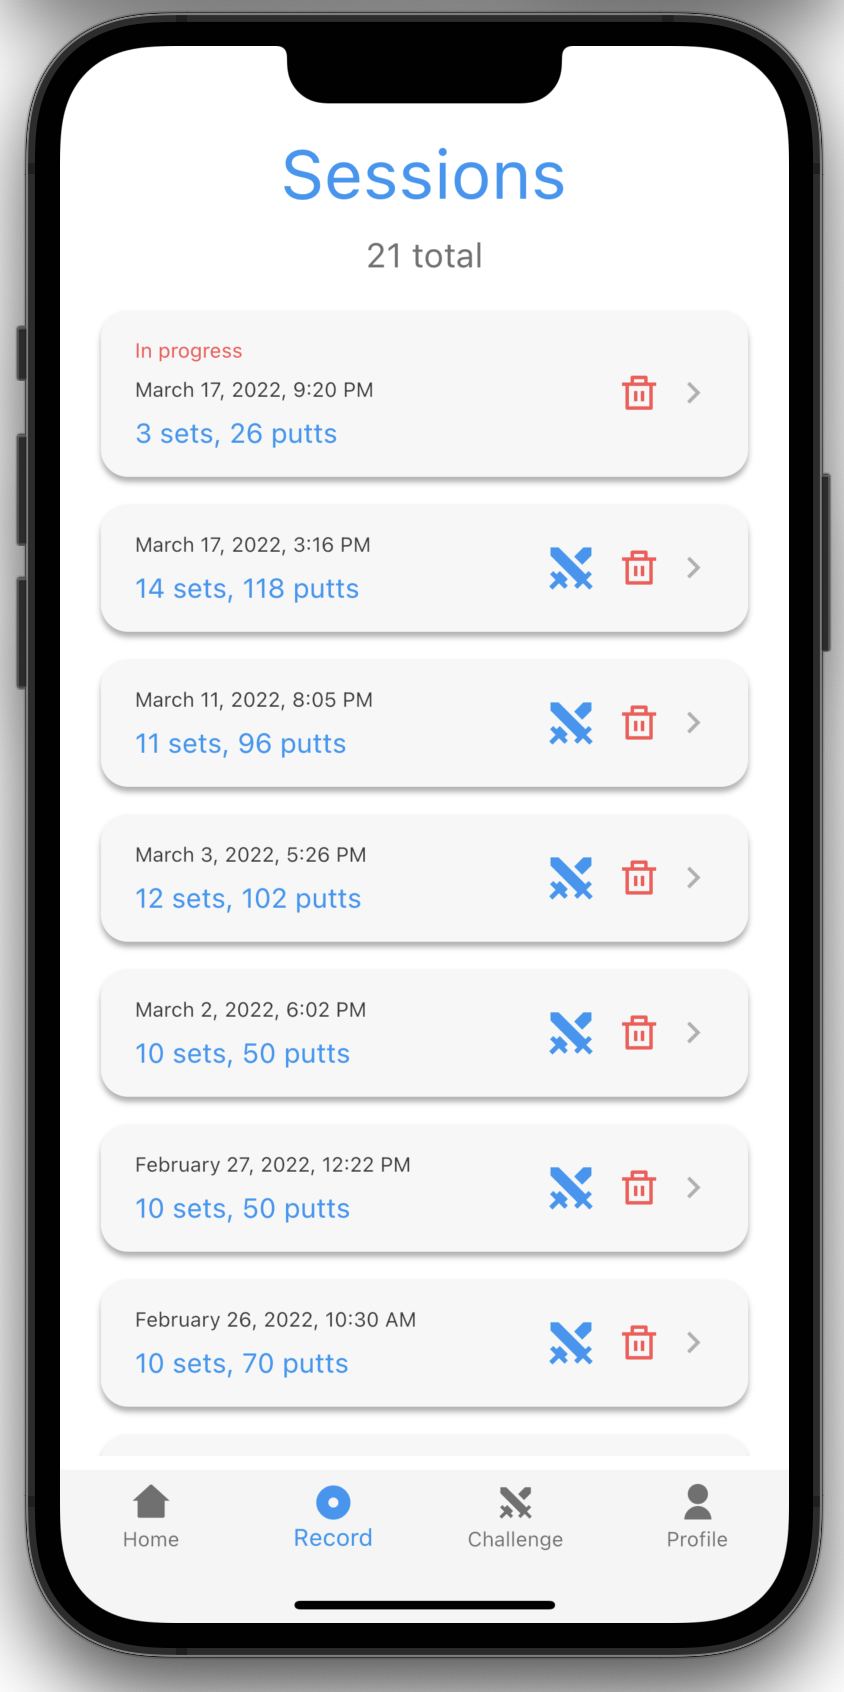 Sessions
21 total
In progress
March 17, 2022, 9:20 PM
3 sets, 26 putts
March 17, 2022, 3:16 PM
14 sets, 118 putts
March 11, 2022, 8:05 PM
11 sets, 96 putts
March 3, 2022, 5:26 PM
12 sets, 102 putts
March 2, 2022, 6:02 PM
10 sets, 50 putts
February 27, 2022, 12:22 PM
10 sets, 50 putts
February 26, 2022, 10:30 AM
10 sets, 70 putts
Home Record Challenge Profile